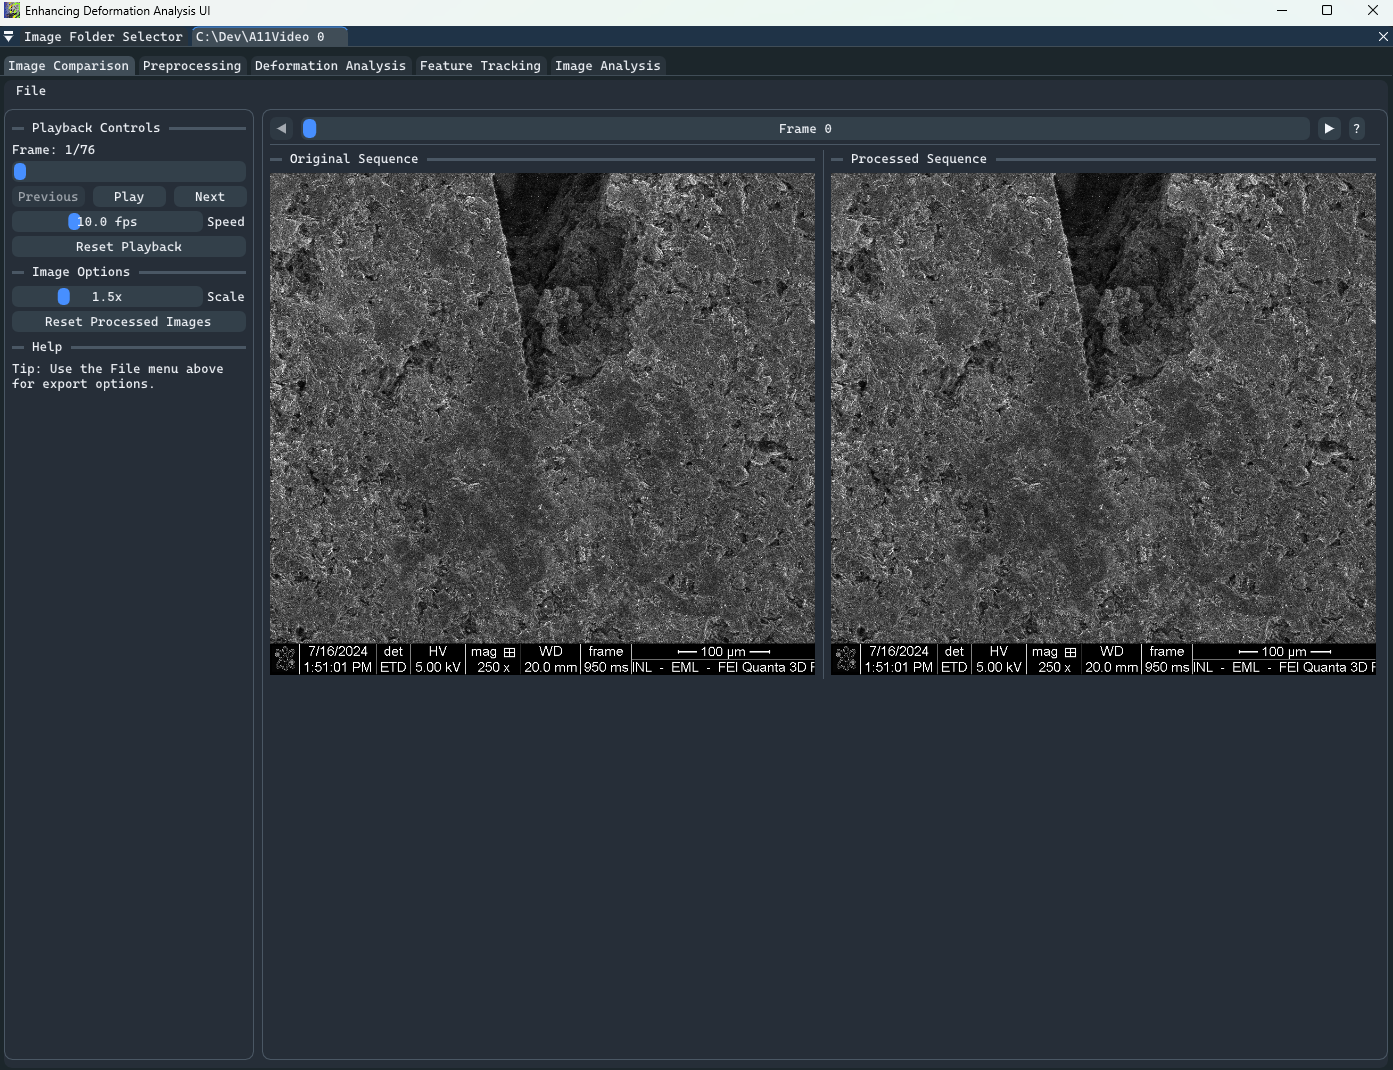 Enhancing Deformation Analysis UI
Image Folder Selector C:\Dev\A11Video 0
Image Comparison Preprocessing Deformation Analysis Feature Tracking Image Analysis
File
Playback Controls
Frame: 1/76
Previous Play Next
10.0 fps Speed
Reset Playback
Image Options
1.5x Scale
Reset Processed Images
Help
Tip: Use the File menu above
for export options.
Frame 0
?
Original Sequence
7/16/2024 det HV mag WD frame 100 µm
1:51:01 PM ETD 5.00 kV 250 x 20.0 mm 950 ms INL - EML - FEI Quanta 3D F
Processed Sequence
7/16/2024 det HV mag WD frame 100 µm
1:51:01 PM ETD 5.00 kV 250 x 20.0 mm 950 ms INL - EML - FEI Quanta 3D F